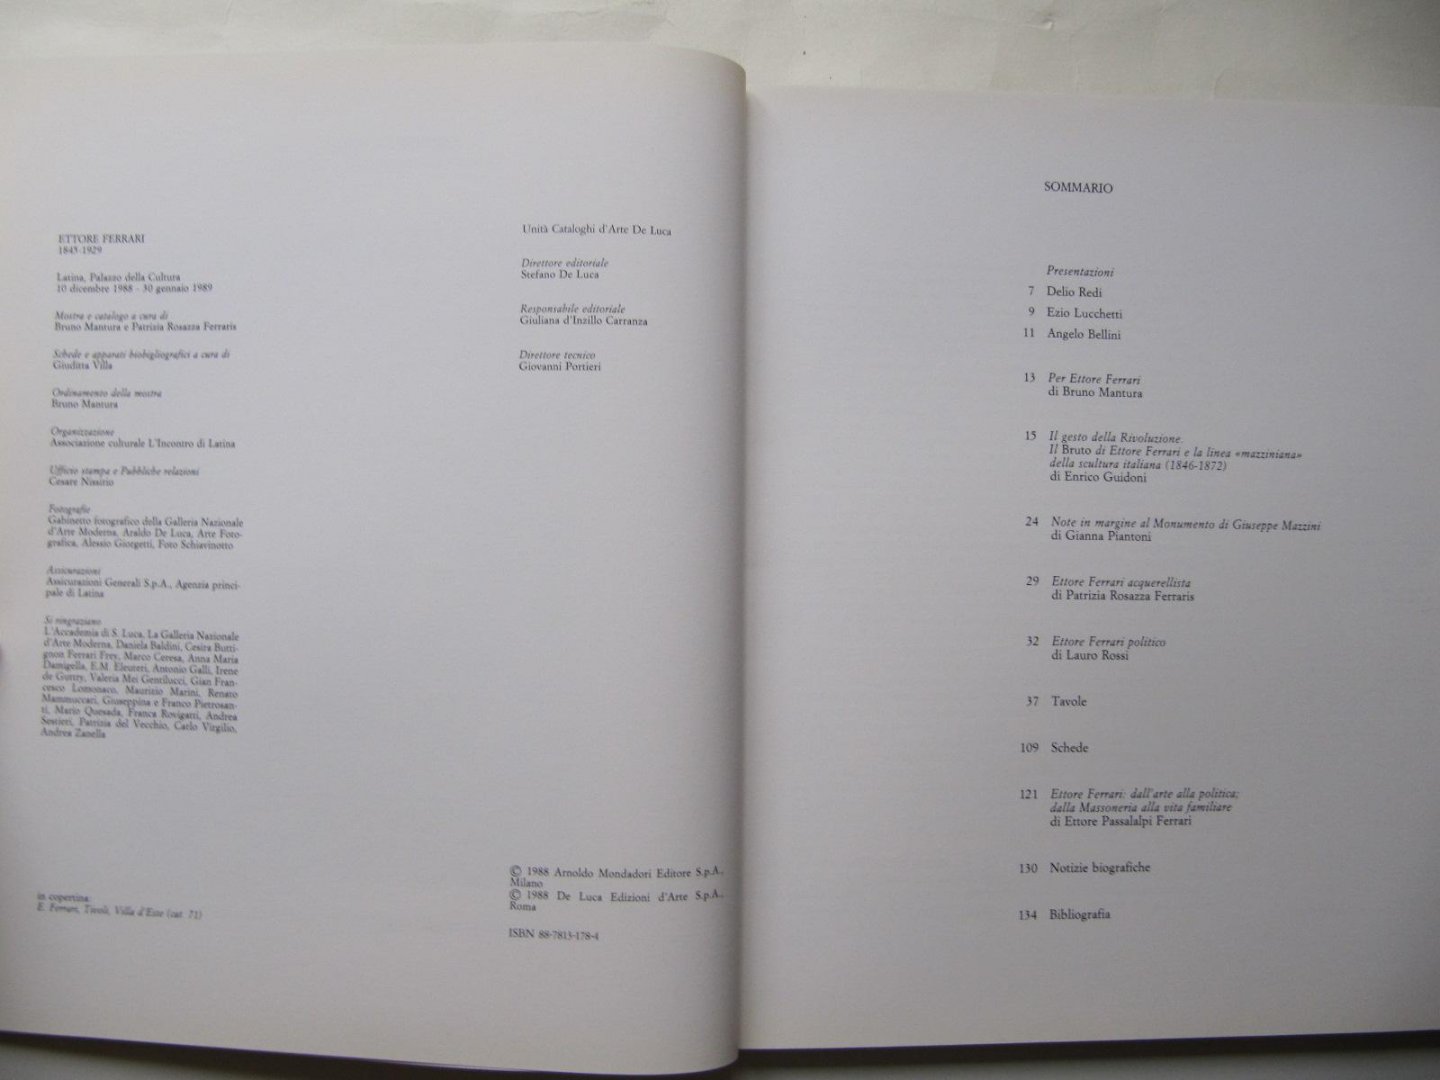 ETTORE FERRARI
1845-1929
Latina, Palazzo della Cultura
10 dicembre 1988 - 30 gennaio 1989
Mostra e catalogo a cura di
Bruno Mantura e Patrizia Rosazza Ferraris
Schede e apparati biobigliografici a cura di
Giuditta Villa
Ordinamento della mostra
Bruno Mantura
Organizzazione
Associazione culturale L'Incontro di Latina
Ufficio stampa e Pubbliche relazioni
Cesare Nissirio
Fotografie
Gabinetto fotografico della Galleria Nazionale
d'Arte Moderna, Araldo De Luca, Arte Foto-
grafica, Alessio Giorgetti, Foto Schiavinotto
Assicurazioni
Assicurazioni Generali S.p.A., Agenzia princi-
pale di Latina
Si ringraziano
L'Accademia di S. Luca, La Galleria Nazionale
d'Arte Moderna, Daniela Baldini, Cesira Butti-
gnon Ferrari Frey, Marco Ceresa, Anna Maria
Damigella, E.M. Eleuteri, Antonio Galli, Irene
de Guttry, Valeria Mei Gentilucci, Gian Fran-
cesco Lomonaco, Maurizio Marini, Renato
Mammuccari, Giuseppina e Franco Pietrosan-
ti, Mario Quesada, Franca Rovigatti, Andrea
Sestieri, Patrizia del Vecchio, Carlo Virgilio,
Andrea Zanella
in copertina:
E. Ferrari, Tivoli, Villa d'Este (cat. 71)
Unità Cataloghi d'Arte De Luca
Direttore editoriale
Stefano De Luca
Responsabile editoriale
Giuliana d'Inzillo Carranza
Direttore tecnico
Giovanni Portieri
© 1988 Arnoldo Mondadori Editore S.p.A.,
Milano
© 1988 De Luca Edizioni d'Arte S.p.A.,
Roma
ISBN 88-7813-178-4
SOMMARIO
Presentazioni
7 Delio Redi
9 Ezio Lucchetti
11 Angelo Bellini
13 Per Ettore Ferrari
di Bruno Mantura
15 Il gesto della Rivoluzione.
Il Bruto di Ettore Ferrari e la linea «mazziniana»
della scultura italiana (1846-1872)
di Enrico Guidoni
24 Note in margine al Monumento di Giuseppe Mazzini
di Gianna Piantoni
29 Ettore Ferrari acquerellista
di Patrizia Rosazza Ferraris
32 Ettore Ferrari politico
di Lauro Rossi
37 Tavole
109 Schede
121 Ettore Ferrari: dall'arte alla politica;
dalla Massoneria alla vita familiare
di Ettore Passalalpi Ferrari
130 Notizie biografiche
134 Bibliografia